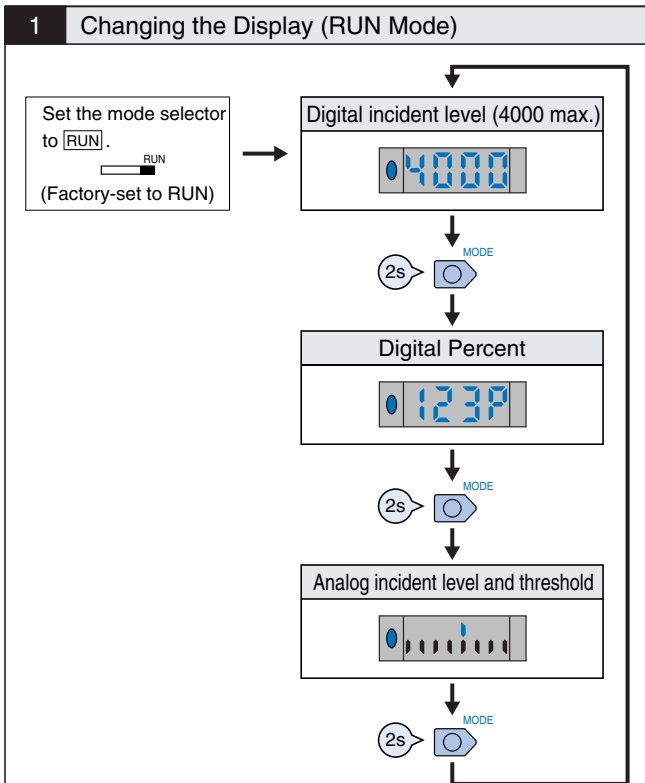 1 Changing the Display (RUN Mode)
Set the mode selector
to RUN.
RUN
(Factory-set to RUN)
Digital incident level (4000 max.)
4000
MODE
2s
Digital Percent
123P
MODE
2s
Analog incident level and threshold
MODE
2s